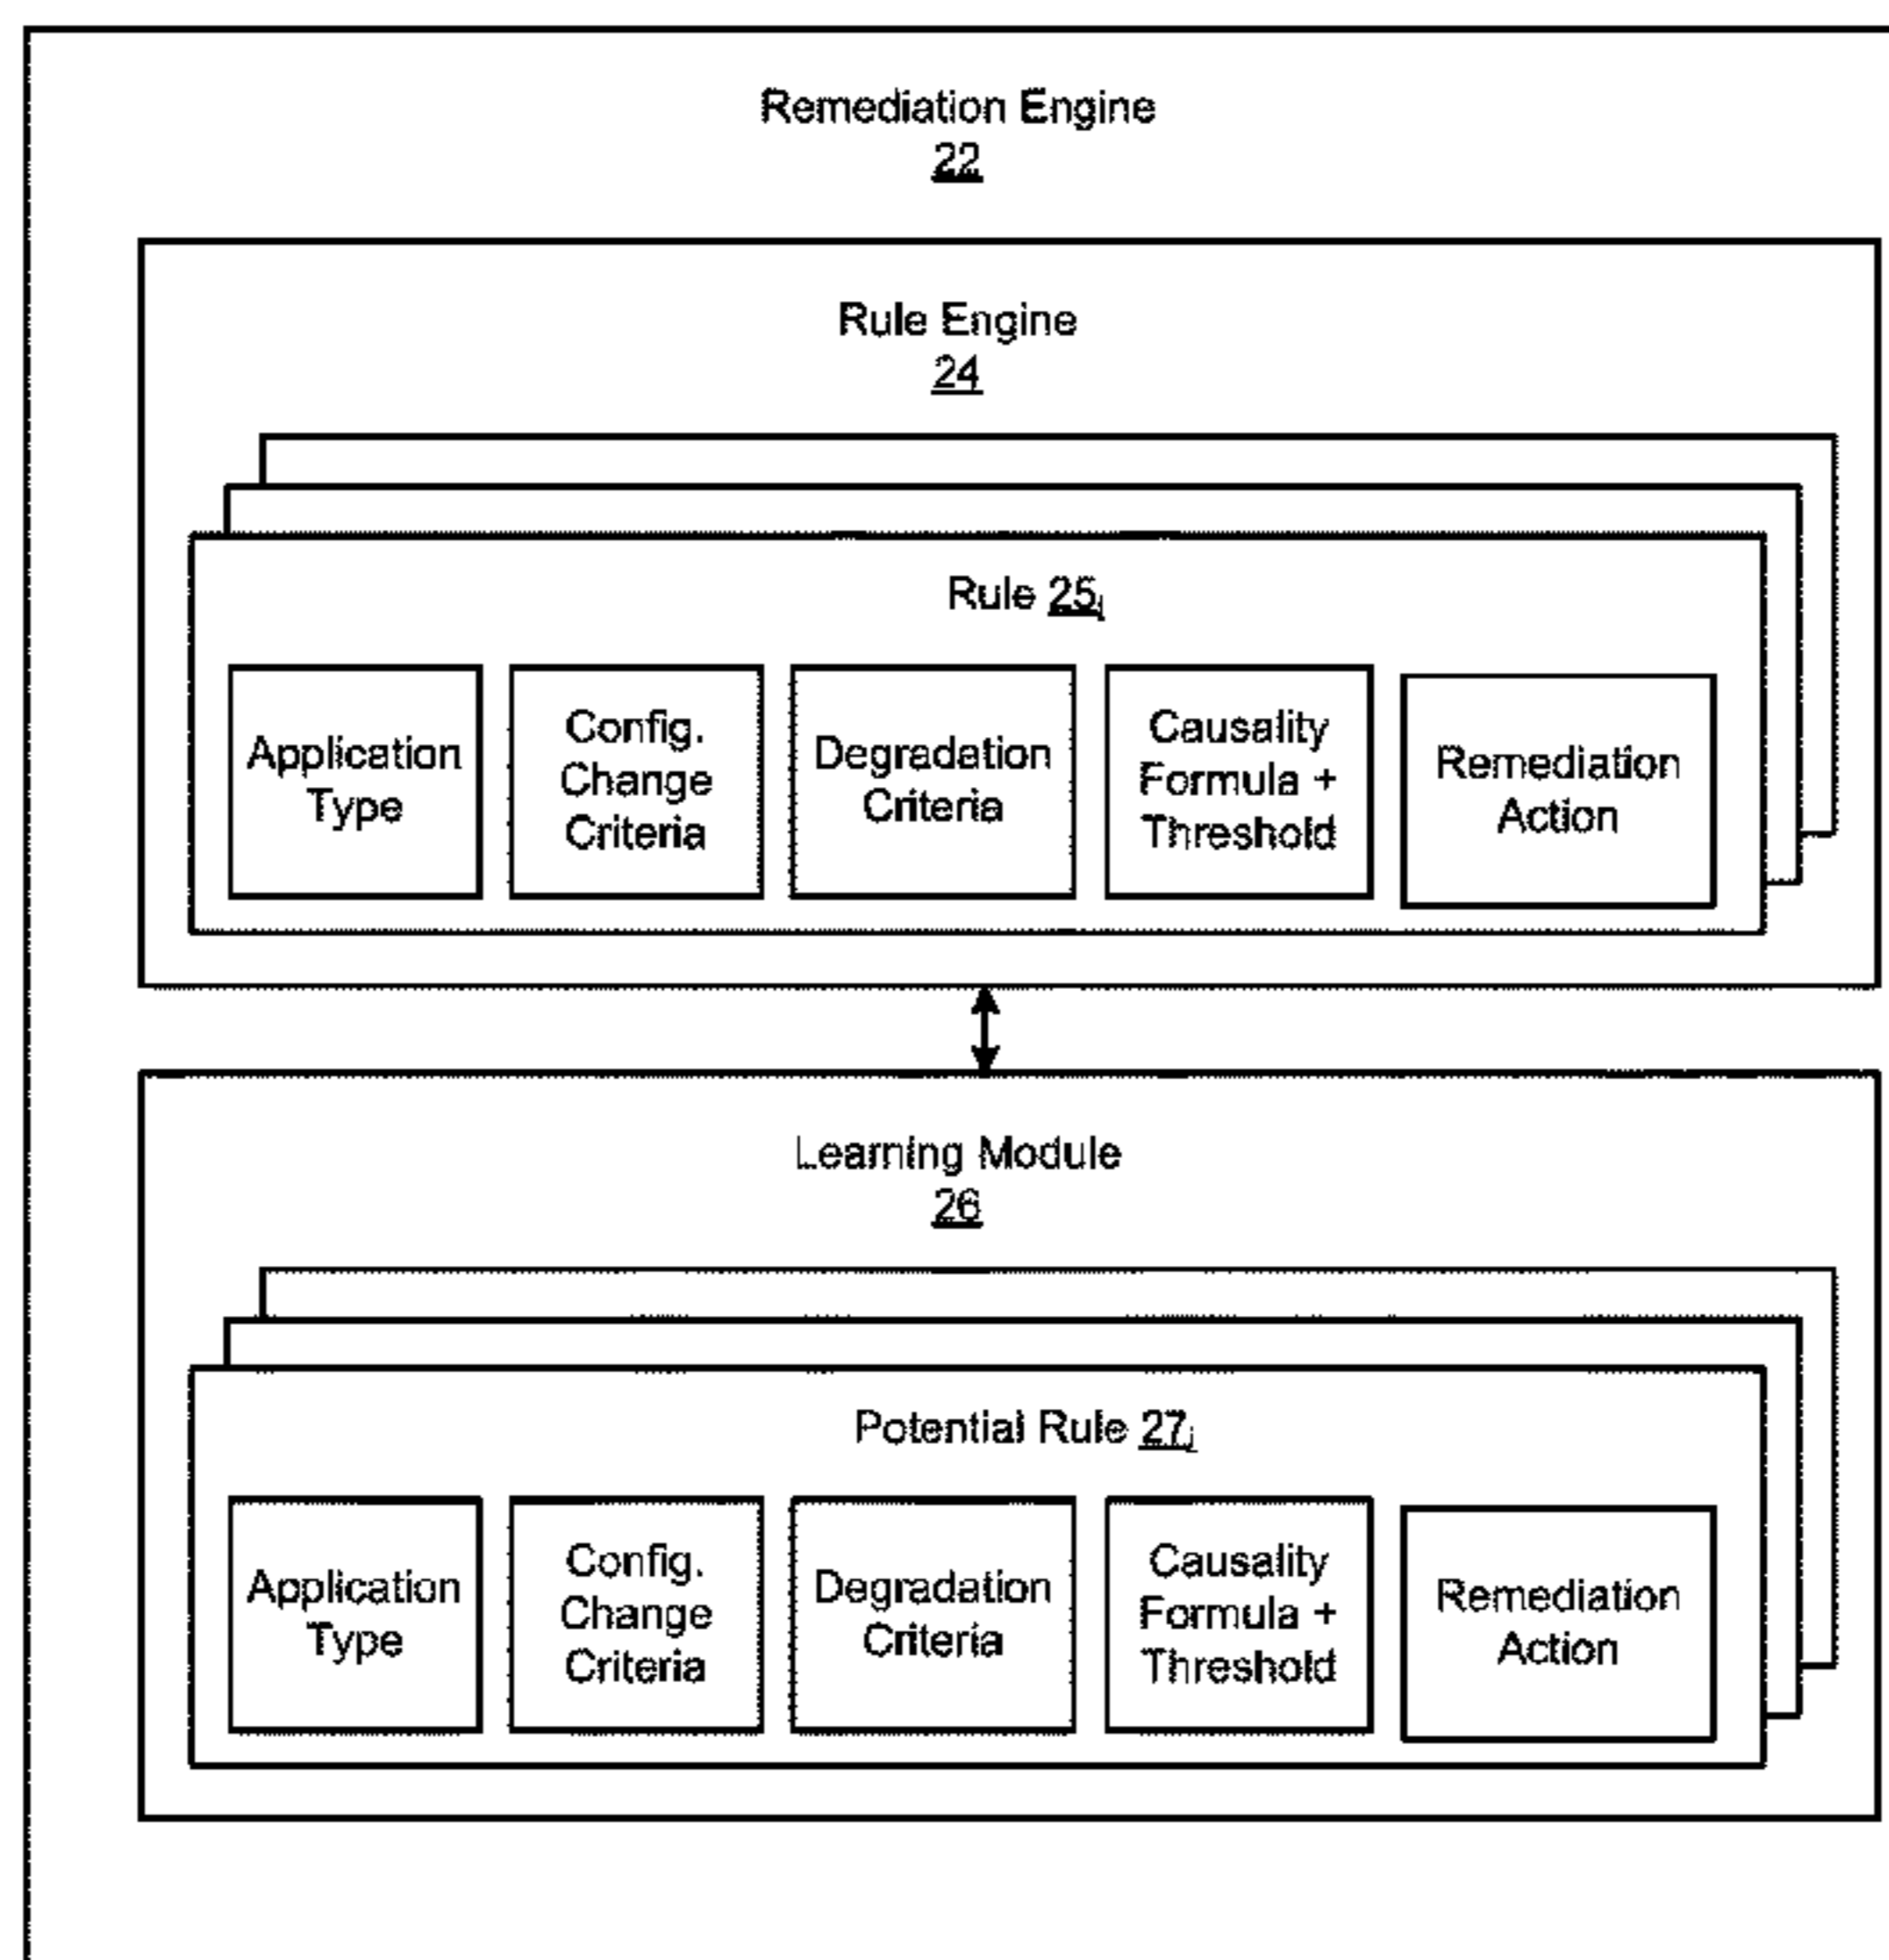 Remediation Engine
22
Rule Engine
24
Rule 25i
Application
Type
Config.
Change
Criteria
Degradation
Criteria
Causality
Formula +
Threshold
Remediation
Action
Learning Module
26
Potential Rule 27j
Application
Type
Config.
Change
Criteria
Degradation
Criteria
Causality
Formula +
Threshold
Remediation
Action